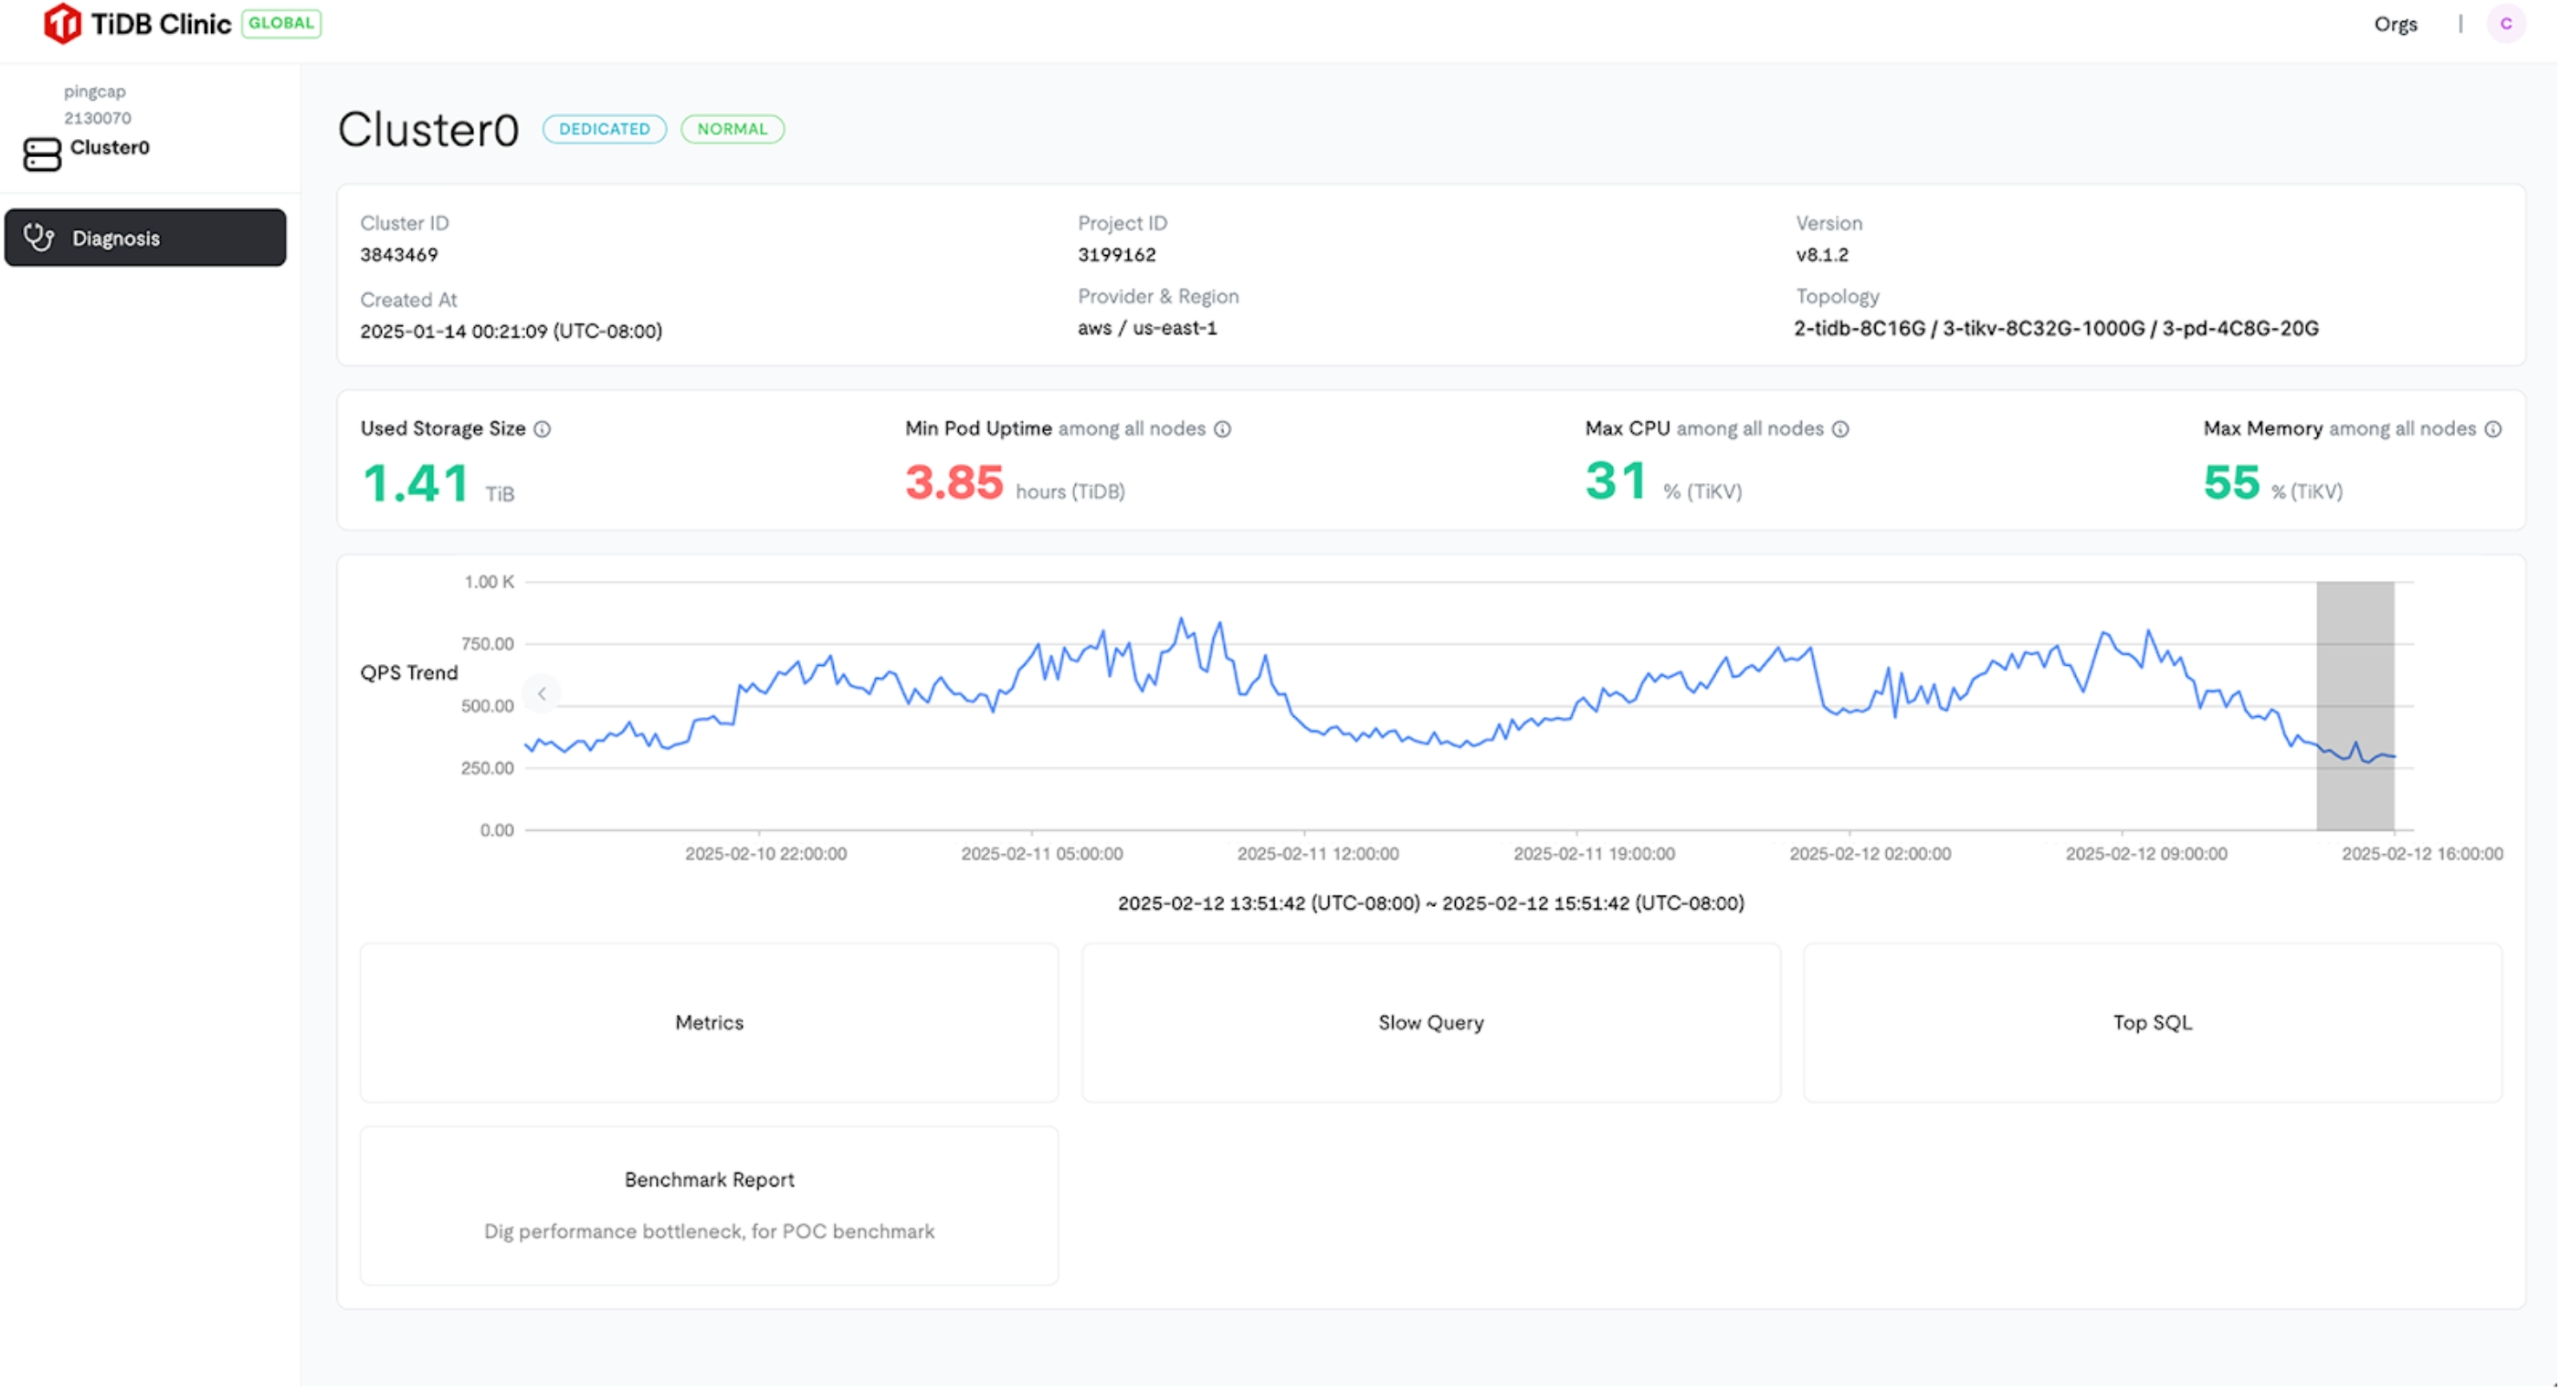 TiDB Clinic GLOBAL
Orgs | C
pingcap
2130070
Cluster0
Diagnosis
Cluster0 DEDICATED NORMAL
Cluster ID
3843469
Project ID
3199162
Version
v8.1.2
Created At
2025-01-14 00:21:09 (UTC-08:00)
Provider & Region
aws / us-east-1
Topology
2-tidb-8C16G / 3-tikv-8C32G-1000G / 3-pd-4C8G-20G
Used Storage Size
1.41 TiB
Min Pod Uptime among all nodes
3.85 hours (TiDB)
Max CPU among all nodes
31 % (TiKV)
Max Memory among all nodes
55 % (TiKV)
QPS Trend
1.00 K
750.00
500.00
250.00
0.00
2025-02-10 22:00:00
2025-02-11 05:00:00
2025-02-11 12:00:00
2025-02-11 19:00:00
2025-02-12 02:00:00
2025-02-12 09:00:00
2025-02-12 16:00:00
2025-02-12 13:51:42 (UTC-08:00) ~ 2025-02-12 15:51:42 (UTC-08:00)
Metrics
Slow Query
Top SQL
Benchmark Report
Dig performance bottleneck, for POC benchmark